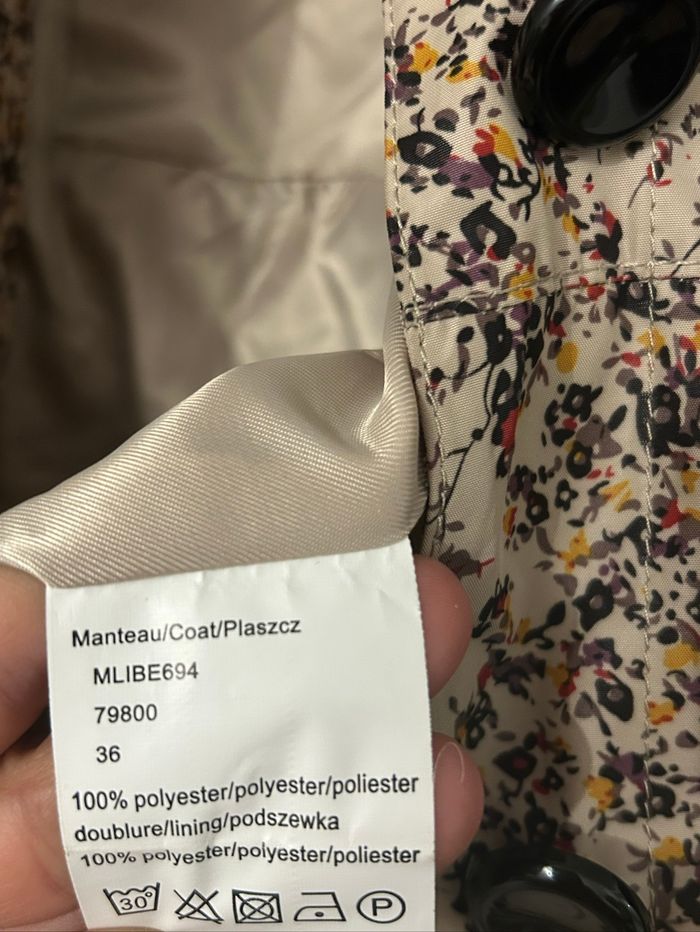 Manteau/Coat/Plaszcz
MLIBE694
79800
36
100% polyester/polyester/poliester
doublure/lining/podszewka
100% polyester/polyester/poliester
30°
P